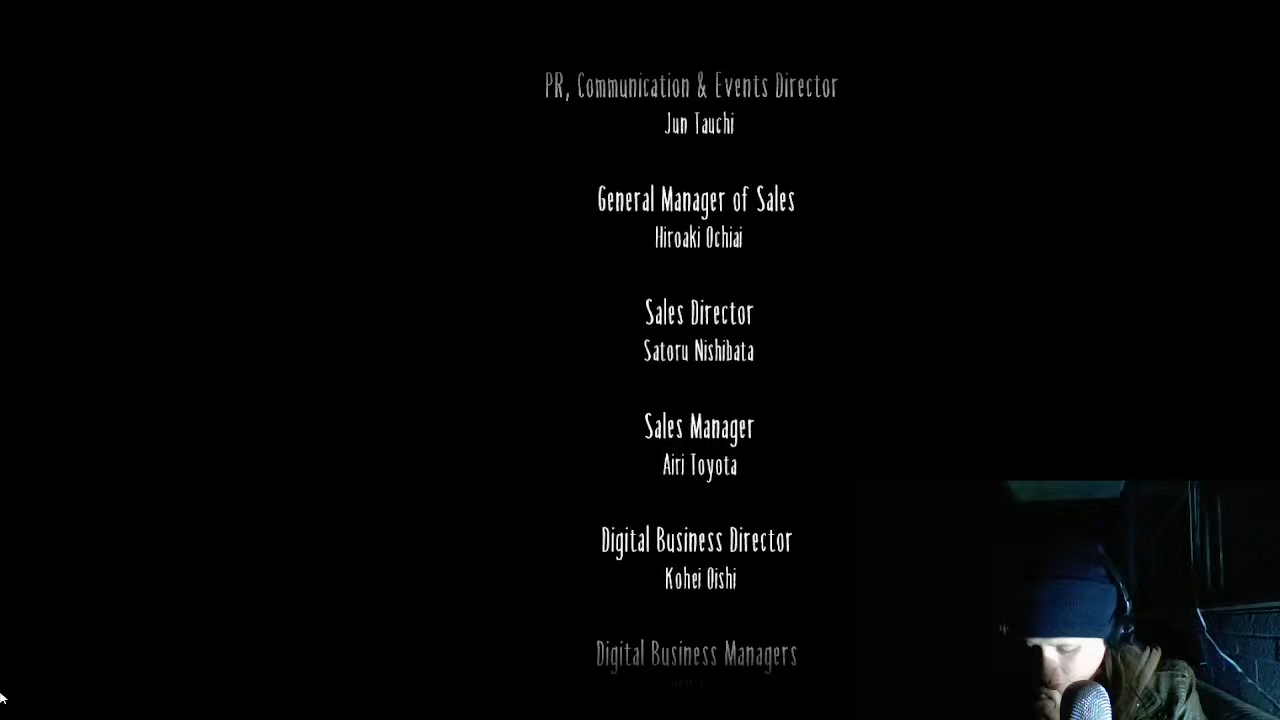 PR, Communication & Events Director
Jun Tauchi
General Manager of Sales
Hiroaki Ochiai
Sales Director
Satoru Nishibata
Sales Manager
Airi Toyota
Digital Business Director
Kohei Oishi
Digital Business Managers